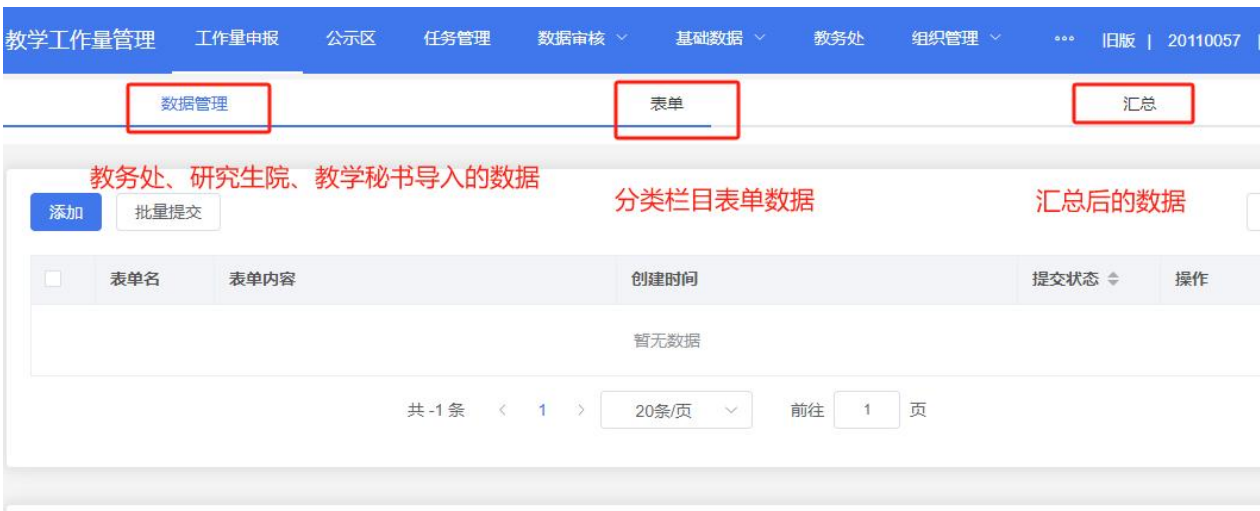 教学工作量管理 工作量申报 公示区 任务管理 数据审核 基础数据 教务处 组织管理 旧版 | 20110057 |
数据管理 表单 汇总
教务处、研究生院、教学秘书导入的数据 分类栏目表单数据 汇总后的数据
添加 批量提交
表单名 表单内容 创建时间 提交状态 操作
暂无数据
共 -1 条 < 1 > 20条/页 前往 1 页